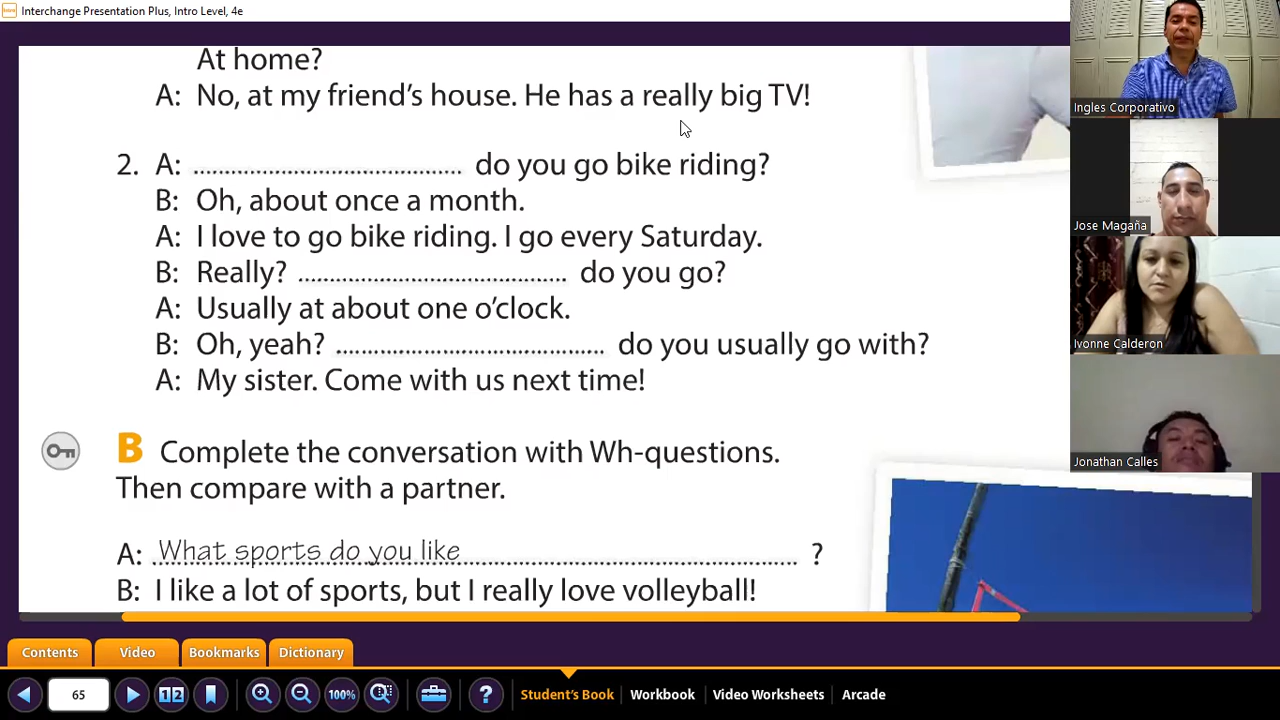 Interchange Presentation Plus, Intro Level, 4e
At home?
A: No, at my friend's house. He has a really big TV!
2. A: ........................................ do you go bike riding?
B: Oh, about once a month.
A: I love to go bike riding. I go every Saturday.
B: Really? ........................................ do you go?
A: Usually at about one o'clock.
B: Oh, yeah? ........................................ do you usually go with?
A: My sister. Come with us next time!
B Complete the conversation with Wh-questions.
Then compare with a partner.
A: What sports do you like ?
B: I like a lot of sports, but I really love volleyball!
Ingles Corporativo
Jose Magaña
Ivonne Calderon
Jonathan Calles
Contents Video Bookmarks Dictionary
65 1 2 100% ? Student's Book Workbook Video Worksheets Arcade